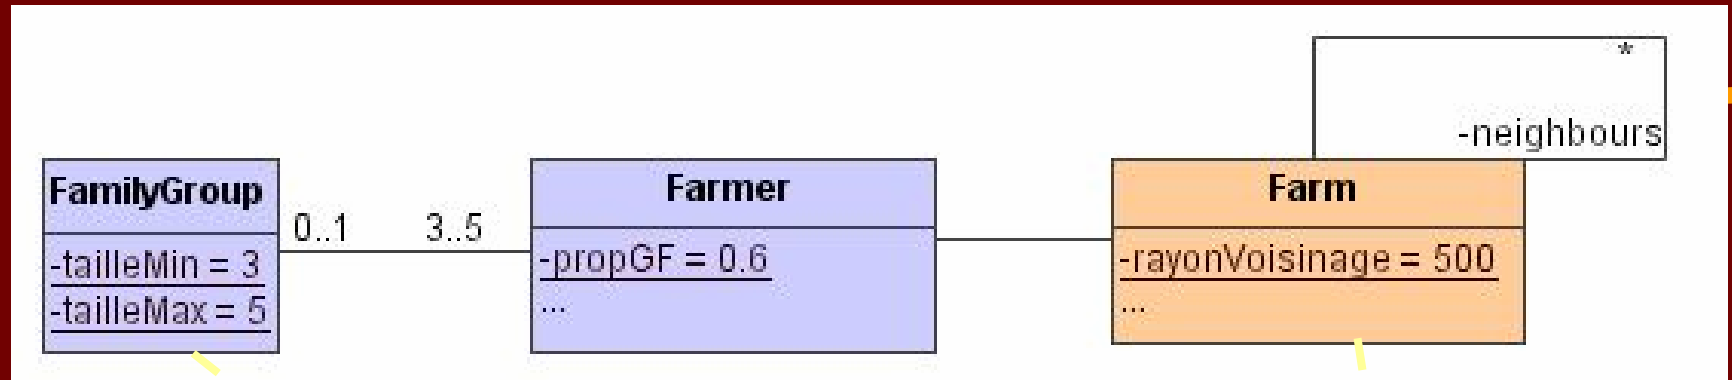 *
-neighbours
FamilyGroup
-tailleMin = 3
-tailleMax = 5
0..1
3..5
Farmer
-propGF = 0.6
...
Farm
-rayonVoisinage = 500
...